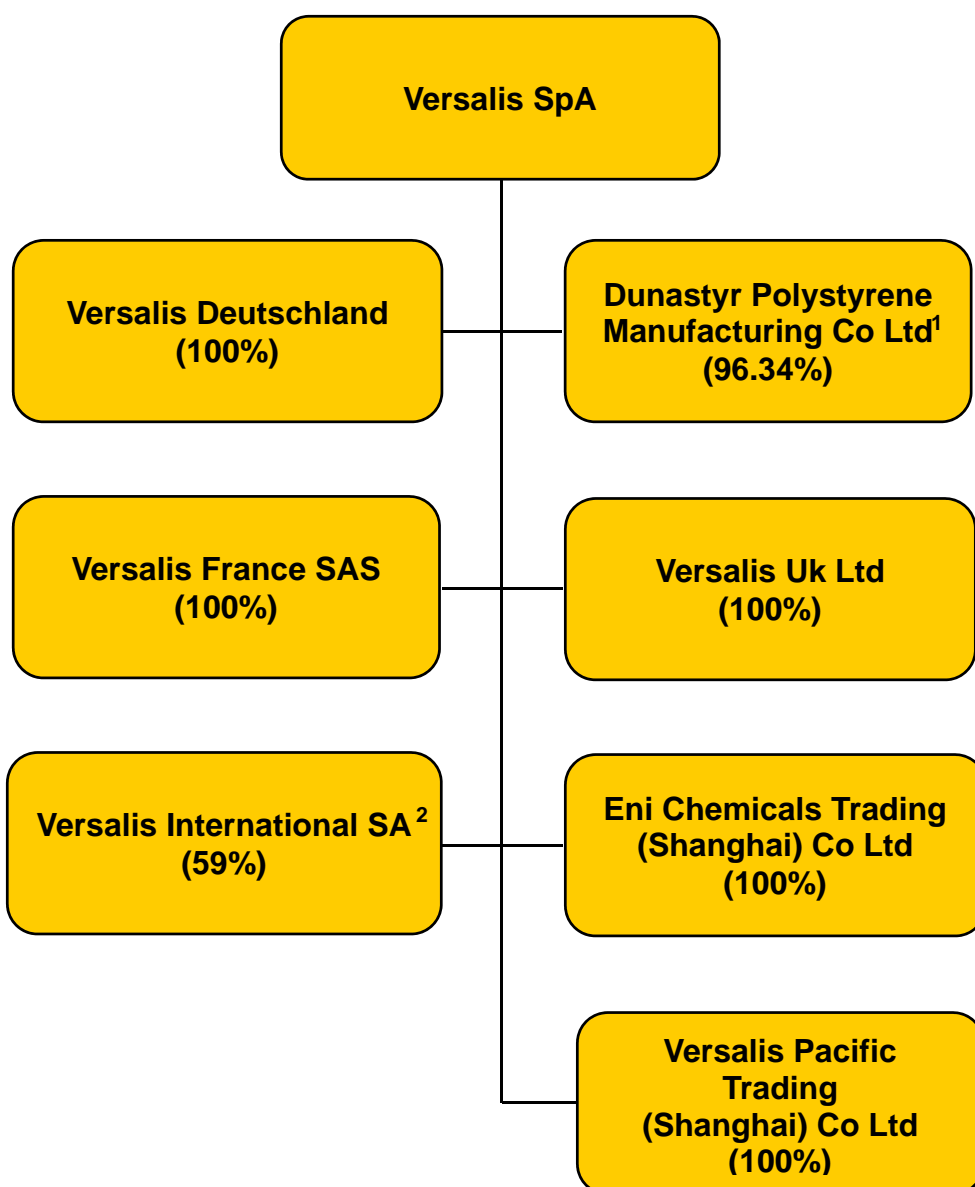 Versalis SpA
Versalis Deutschland
(100%)
Dunastyr Polystyrene
Manufacturing Co Ltd1
(96.34%)
Versalis France SAS
(100%)
Versalis Uk Ltd
(100%)
Versalis International SA 2
(59%)
Eni Chemicals Trading
(Shanghai) Co Ltd
(100%)
Versalis Pacific
Trading
(Shanghai) Co Ltd
(100%)